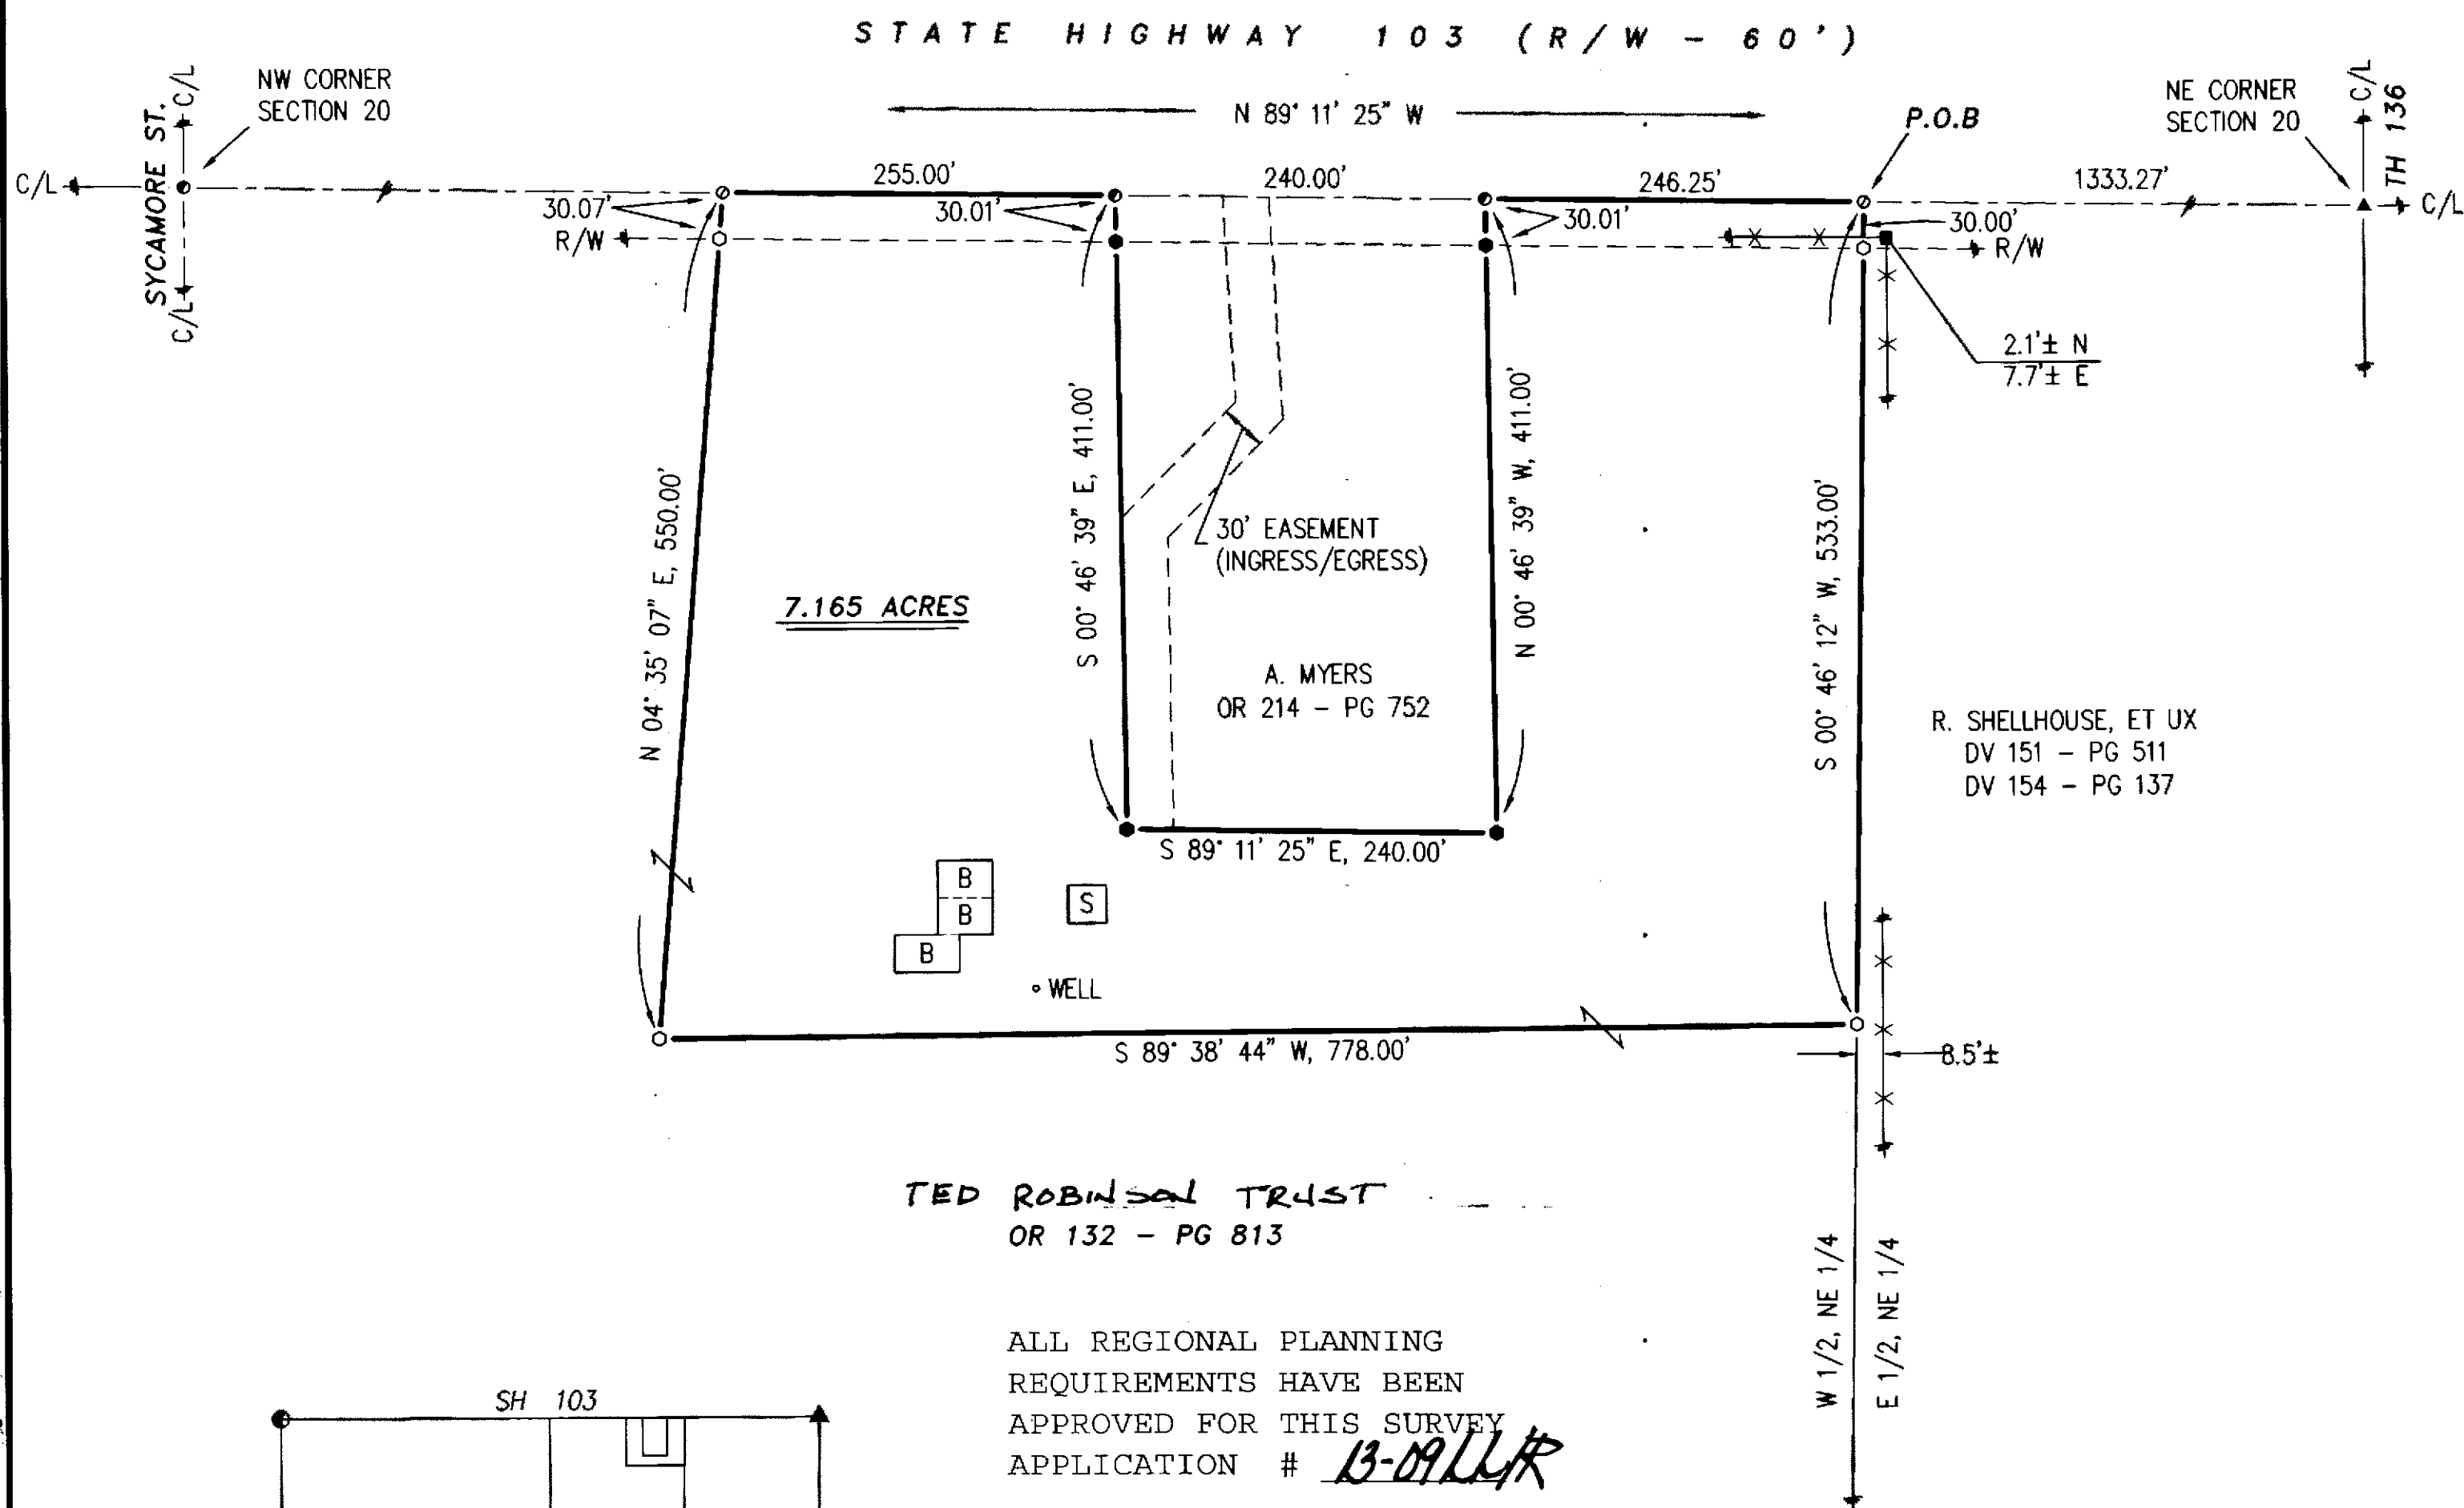 STATE HIGHWAY 103 (R/W - 60')
NW CORNER
SECTION 20
SYCAMORE ST.
C/L
C/L
C/L
N 89° 11' 25" W
P.O.B
NE CORNER
SECTION 20
C/L
TH 136
C/L
255.00'
240.00'
246.25'
1333.27'
30.07'
30.01'
30.01'
30.00'
R/W
R/W
2.1'± N
7.7'± E
N 04° 35' 07" E, 550.00'
S 00° 46' 39" E, 411.00'
N 00° 46' 39" W, 411.00'
S 00° 46' 12" W, 533.00'
30' EASEMENT
(INGRESS/EGRESS)
7.165 ACRES
A. MYERS
OR 214 - PG 752
R. SHELLHOUSE, ET UX
DV 151 - PG 511
DV 154 - PG 137
S 89° 11' 25" E, 240.00'
B
B
B
S
WELL
S 89° 38' 44" W, 778.00'
8.5'±
TED ROBINSON TRUST
OR 132 - PG 813
W 1/2, NE 1/4
E 1/2, NE 1/4
ALL REGIONAL PLANNING
REQUIREMENTS HAVE BEEN
APPROVED FOR THIS SURVEY
APPLICATION # 13-09
SH 103